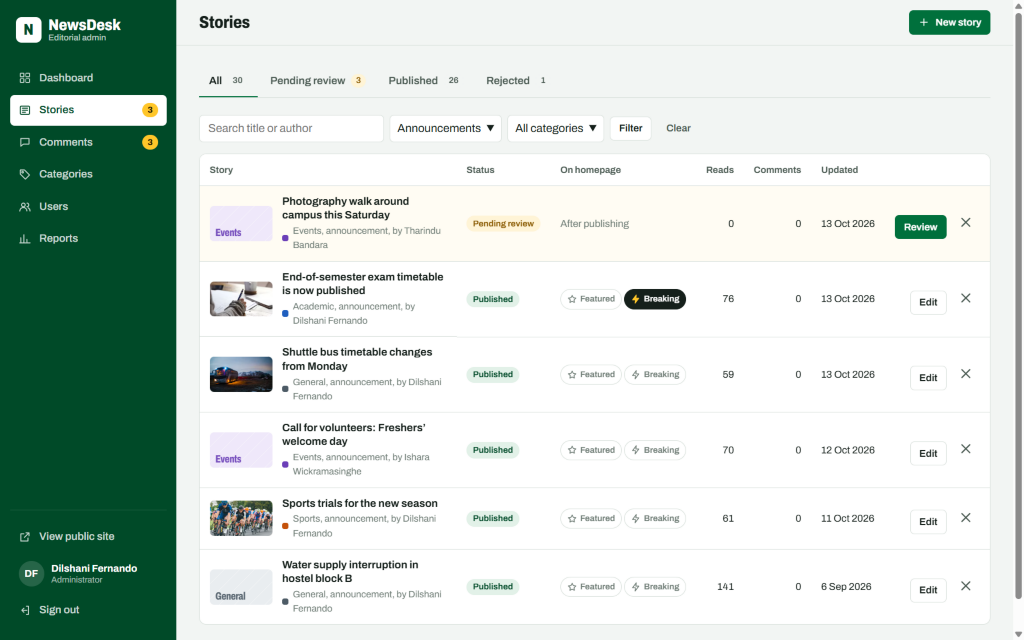 N NewsDesk
Editorial admin
Dashboard
Stories 3
Comments 3
Categories
Users
Reports
View public site
DF Dilshani Fernando
Administrator
Sign out
Stories
+ New story
All 30 Pending review 3 Published 26 Rejected 1
Search title or author Announcements ▼ All categories ▼ Filter Clear
Story Status On homepage Reads Comments Updated
Events
Photography walk around
campus this Saturday
Events, announcement, by Tharindu
Bandara
Pending review After publishing 0 0 13 Oct 2026 Review
End-of-semester exam timetable
is now published
Academic, announcement, by
Dilshani Fernando
Published Featured Breaking 76 0 13 Oct 2026 Edit
Shuttle bus timetable changes
from Monday
General, announcement, by Dilshani
Fernando
Published Featured Breaking 59 0 13 Oct 2026 Edit
Events
Call for volunteers: Freshers’
welcome day
Events, announcement, by Ishara
Wickramasinghe
Published Featured Breaking 70 0 12 Oct 2026 Edit
Sports trials for the new season
Sports, announcement, by Dilshani
Fernando
Published Featured Breaking 61 0 11 Oct 2026 Edit
General
Water supply interruption in
hostel block B
General, announcement, by Dilshani
Fernando
Published Featured Breaking 141 0 6 Sep 2026 Edit